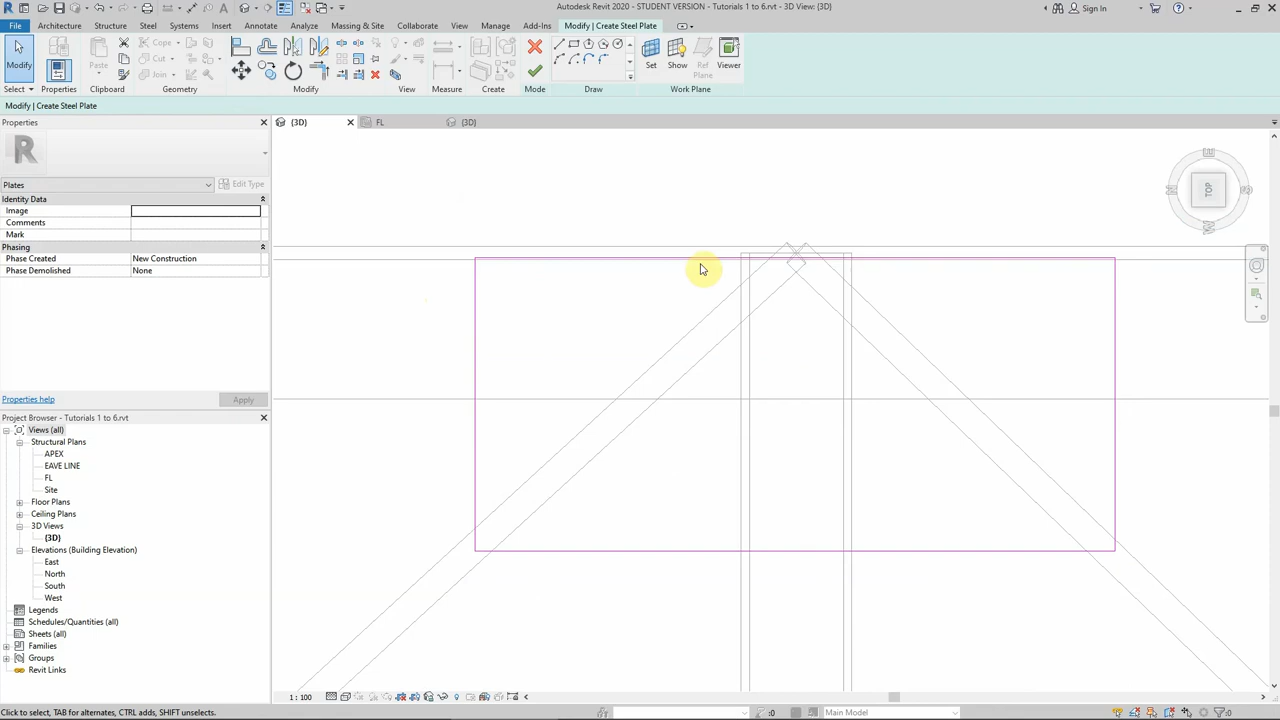 Autodesk Revit 2020 - STUDENT VERSION - Tutorials 1 to 6.rvt - 3D View: {3D}
Sign In
File
Architecture
Structure
Steel
Systems
Insert
Annotate
Analyze
Massing & Site
Collaborate
View
Manage
Add-Ins
Modify | Create Steel Plate
Modify
Paste
Cope
Cut
Join
Set
Show
Ref
Plane
Viewer
Select
Properties
Clipboard
Geometry
Modify
View
Measure
Create
Mode
Draw
Work Plane
Modify | Create Steel Plate
Properties
{3D}
FL
{3D}
Plates
Edit Type
Identity Data
Image
Comments
Mark
Phasing
Phase Created
New Construction
Phase Demolished
None
Properties help
Apply
TOP
Project Browser - Tutorials 1 to 6.rvt
Views (all)
Structural Plans
APEX
EAVE LINE
FL
Site
Floor Plans
Ceiling Plans
3D Views
{3D}
Elevations (Building Elevation)
East
North
South
West
Legends
Schedules/Quantities (all)
Sheets (all)
Families
Groups
Revit Links
1 : 100
Click to select, TAB for alternates, CTRL adds, SHIFT unselects.
:0
Main Model
:0